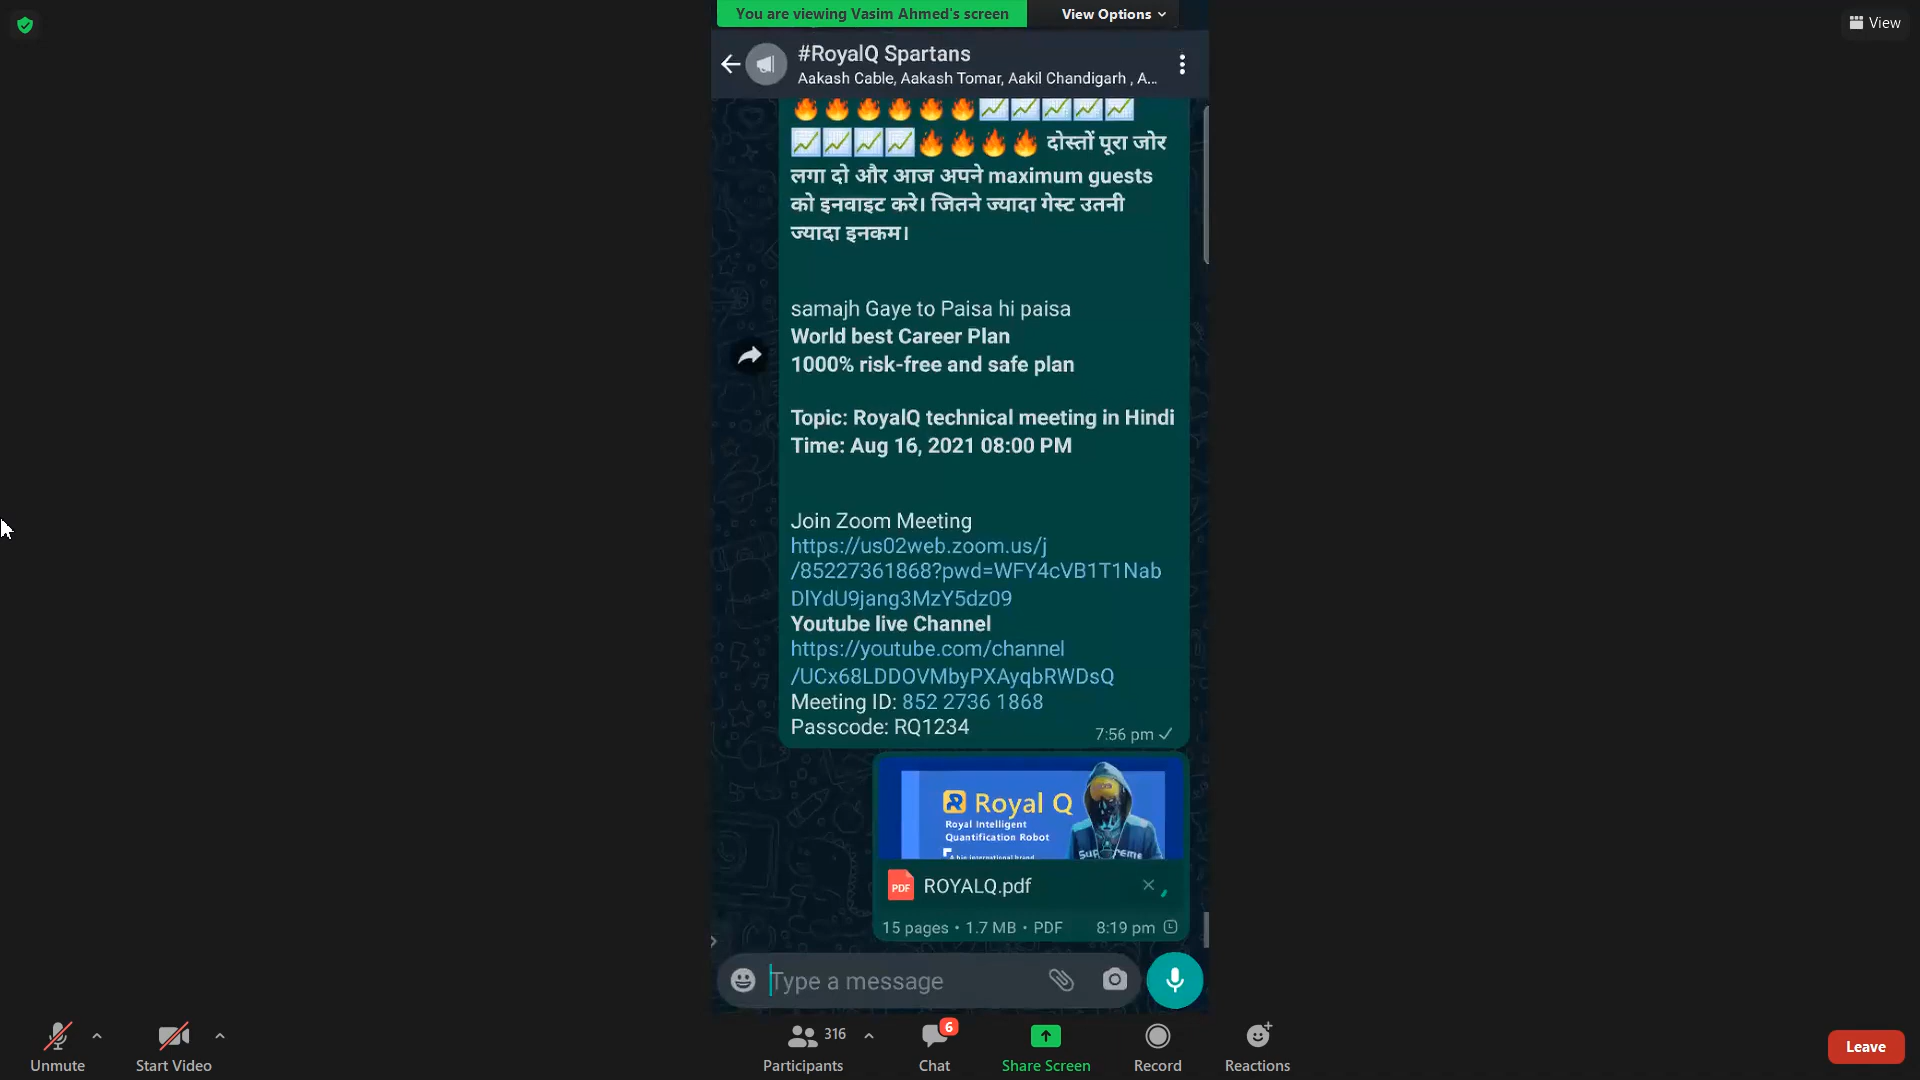 You are viewing Vasim Ahmed's screen
View Options
View
#RoyalQ Spartans
Aakash Cable, Aakash Tomar, Aakil Chandigarh , A...
दोस्तों पूरा जोर
लगा दो और आज अपने maximum guests
को इनवाइट करे। जितने ज्यादा गेस्ट उतनी
ज्यादा इनकम।
samajh Gaye to Paisa hi paisa
World best Career Plan
1000% risk-free and safe plan
Topic: RoyalQ technical meeting in Hindi
Time: Aug 16, 2021 08:00 PM
Join Zoom Meeting
https://us02web.zoom.us/j
/85227361868?pwd=WFY4cVB1T1Nab
DlYdU9jang3MzY5dz09
Youtube live Channel
https://youtube.com/channel
/UCx68LDDOVMbyPXAyqbRWDsQ
Meeting ID: 852 2736 1868
Passcode: RQ1234
7:56 pm
Royal Q
Royal Intelligent
Quantification Robot
A big international brand
Supreme
PDF
ROYALQ.pdf
15 pages • 1.7 MB • PDF
8:19 pm
Type a message
Unmute
Start Video
316
Participants
6
Chat
Share Screen
Record
Reactions
Leave